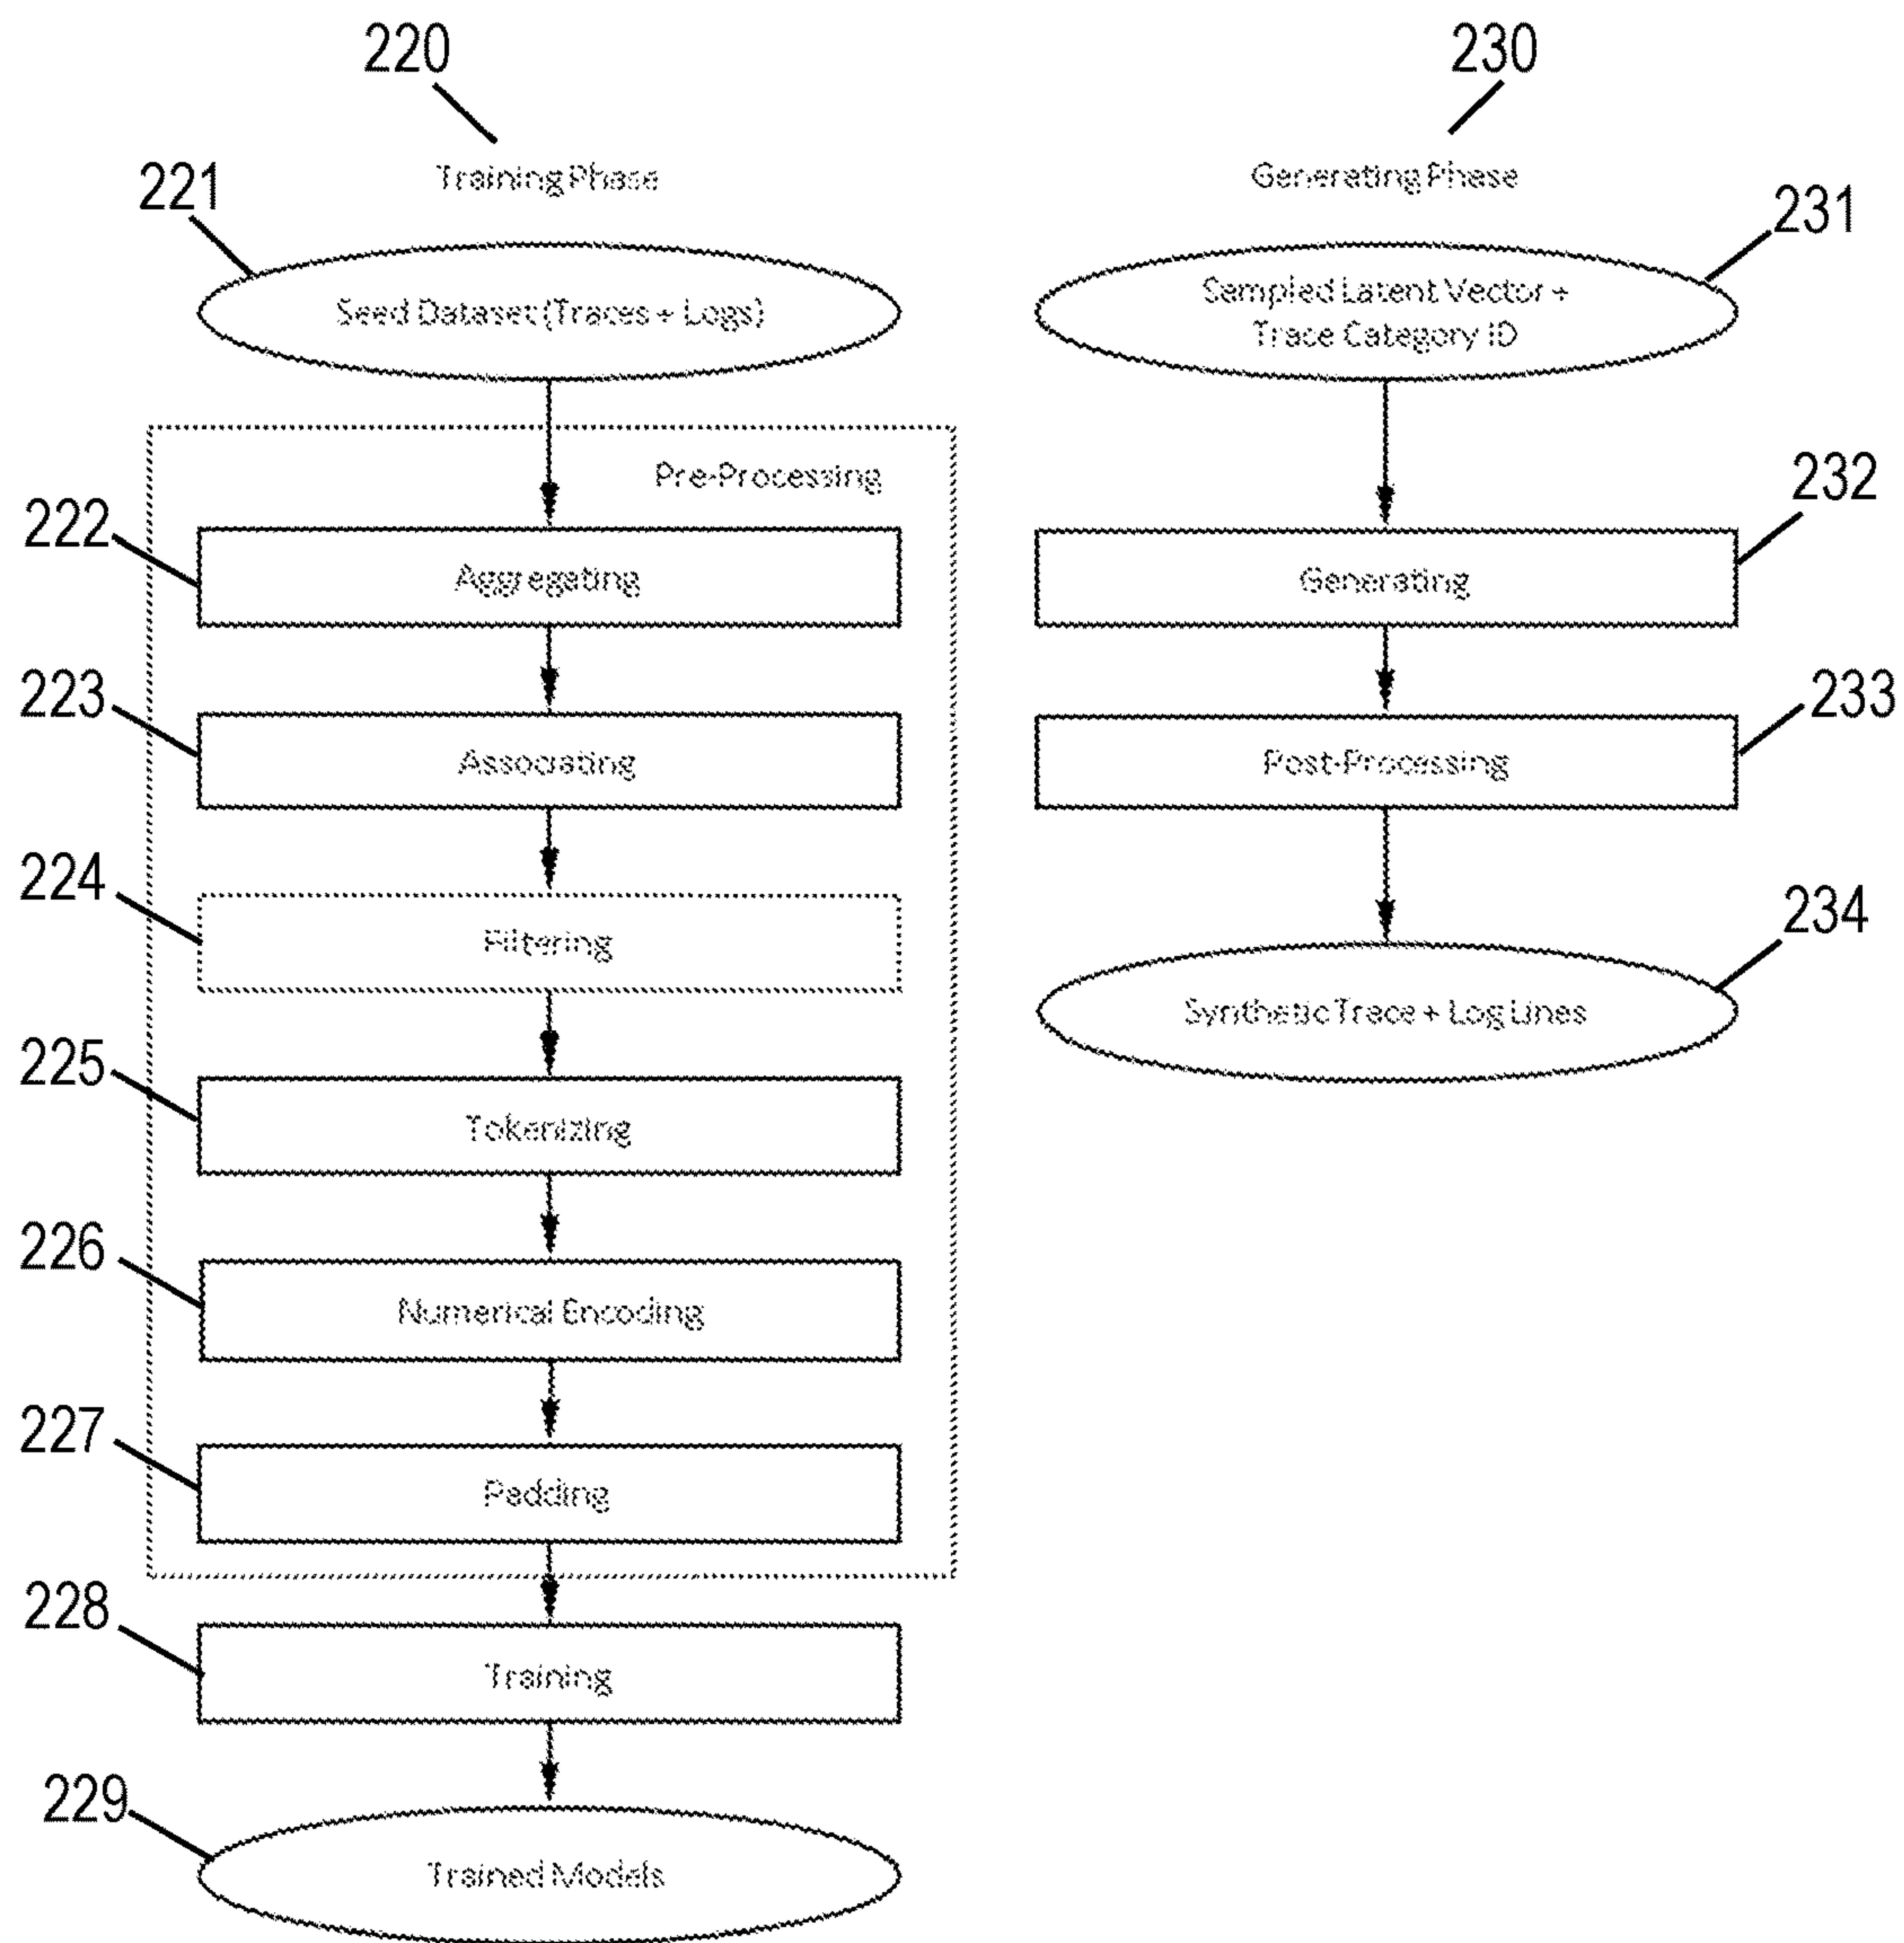 220
Training Phase
221
Seed Dataset (Traces + Logs)
Pre-Processing
222
Aggregating
223
Associating
224
Filtering
225
Tokenizing
226
Numerical Encoding
227
Padding
228
Training
229
Trained Models
230
Generating Phase
231
Sampled Latent Vector +
Trace Category ID
232
Generating
233
Post-Processing
234
Synthetic Trace + Log Lines